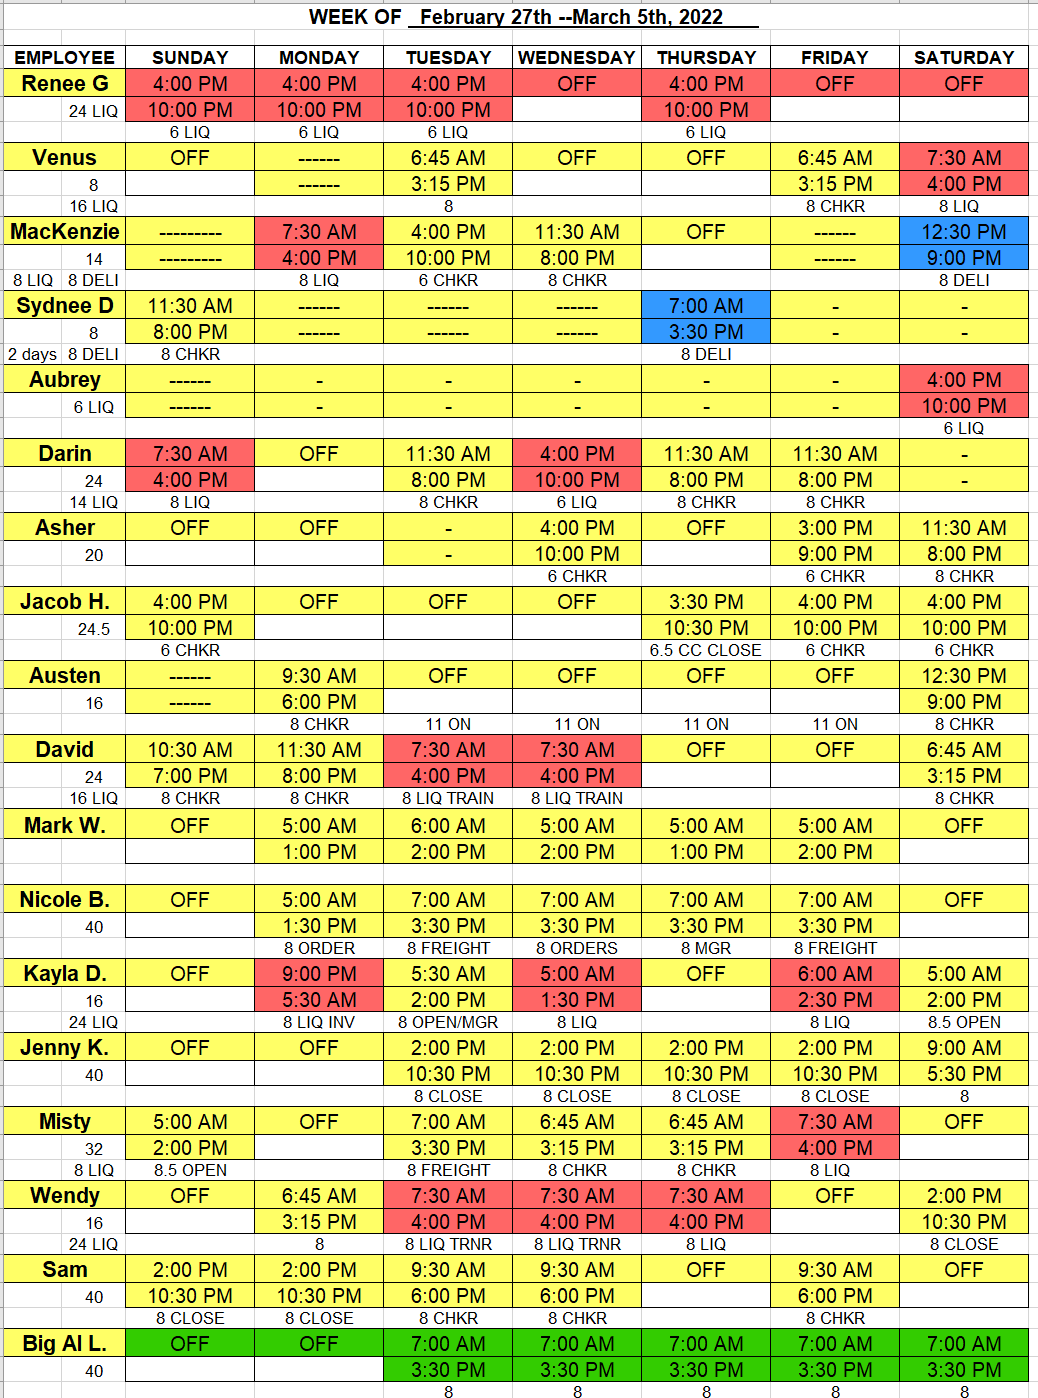 WEEK OF February 27th --March 5th, 2022
EMPLOYEE SUNDAY MONDAY TUESDAY WEDNESDAY THURSDAY FRIDAY SATURDAY
Renee G 4:00 PM 4:00 PM 4:00 PM OFF 4:00 PM OFF OFF
24 LIQ 10:00 PM 10:00 PM 10:00 PM 10:00 PM
6 LIQ 6 LIQ 6 LIQ 6 LIQ
Venus OFF ------ 6:45 AM OFF OFF 6:45 AM 7:30 AM
8 ------ 3:15 PM 3:15 PM 4:00 PM
16 LIQ 8 8 CHKR 8 LIQ
MacKenzie --------- 7:30 AM 4:00 PM 11:30 AM OFF ------ 12:30 PM
14 --------- 4:00 PM 10:00 PM 8:00 PM ------ 9:00 PM
8 LIQ 8 DELI 8 LIQ 6 CHKR 8 CHKR 8 DELI
Sydnee D 11:30 AM ------ ------ ------ 7:00 AM - -
8 8:00 PM ------ ------ ------ 3:30 PM - -
2 days 8 DELI 8 CHKR 8 DELI
Aubrey ------ - - - - - 4:00 PM
6 LIQ ------ - - - - - 10:00 PM
6 LIQ
Darin 7:30 AM OFF 11:30 AM 4:00 PM 11:30 AM 11:30 AM -
24 4:00 PM 8:00 PM 10:00 PM 8:00 PM 8:00 PM -
14 LIQ 8 LIQ 8 CHKR 6 LIQ 8 CHKR 8 CHKR
Asher OFF OFF - 4:00 PM OFF 3:00 PM 11:30 AM
20 - 10:00 PM 9:00 PM 8:00 PM
6 CHKR 6 CHKR 8 CHKR
Jacob H. 4:00 PM OFF OFF OFF 3:30 PM 4:00 PM 4:00 PM
24.5 10:00 PM 10:30 PM 10:00 PM 10:00 PM
6 CHKR 6.5 CC CLOSE 6 CHKR 6 CHKR
Austen ------ 9:30 AM OFF OFF OFF OFF 12:30 PM
16 ------ 6:00 PM 9:00 PM
8 CHKR 11 ON 11 ON 11 ON 11 ON 8 CHKR
David 10:30 AM 11:30 AM 7:30 AM 7:30 AM OFF OFF 6:45 AM
24 7:00 PM 8:00 PM 4:00 PM 4:00 PM 3:15 PM
16 LIQ 8 CHKR 8 CHKR 8 LIQ TRAIN 8 LIQ TRAIN 8 CHKR
Mark W. OFF 5:00 AM 6:00 AM 5:00 AM 5:00 AM 5:00 AM OFF
1:00 PM 2:00 PM 2:00 PM 1:00 PM 2:00 PM
Nicole B. OFF 5:00 AM 7:00 AM 7:00 AM 7:00 AM 7:00 AM OFF
40 1:30 PM 3:30 PM 3:30 PM 3:30 PM 3:30 PM
8 ORDER 8 FREIGHT 8 ORDERS 8 MGR 8 FREIGHT
Kayla D. OFF 9:00 PM 5:30 AM 5:00 AM OFF 6:00 AM 5:00 AM
16 5:30 AM 2:00 PM 1:30 PM 2:30 PM 2:00 PM
24 LIQ 8 LIQ INV 8 OPEN/MGR 8 LIQ 8 LIQ 8.5 OPEN
Jenny K. OFF OFF 2:00 PM 2:00 PM 2:00 PM 2:00 PM 9:00 AM
40 10:30 PM 10:30 PM 10:30 PM 10:30 PM 5:30 PM
8 CLOSE 8 CLOSE 8 CLOSE 8 CLOSE 8
Misty 5:00 AM OFF 7:00 AM 6:45 AM 6:45 AM 7:30 AM OFF
32 2:00 PM 3:30 PM 3:15 PM 3:15 PM 4:00 PM
8 LIQ 8.5 OPEN 8 FREIGHT 8 CHKR 8 CHKR 8 LIQ
Wendy OFF 6:45 AM 7:30 AM 7:30 AM 7:30 AM OFF 2:00 PM
16 3:15 PM 4:00 PM 4:00 PM 4:00 PM 10:30 PM
24 LIQ 8 8 LIQ TRNR 8 LIQ TRNR 8 LIQ 8 CLOSE
Sam 2:00 PM 2:00 PM 9:30 AM 9:30 AM OFF 9:30 AM OFF
40 10:30 PM 10:30 PM 6:00 PM 6:00 PM 6:00 PM
8 CLOSE 8 CLOSE 8 CHKR 8 CHKR 8 CHKR
Big Al L. OFF OFF 7:00 AM 7:00 AM 7:00 AM 7:00 AM 7:00 AM
40 3:30 PM 3:30 PM 3:30 PM 3:30 PM 3:30 PM
8 8 8 8 8